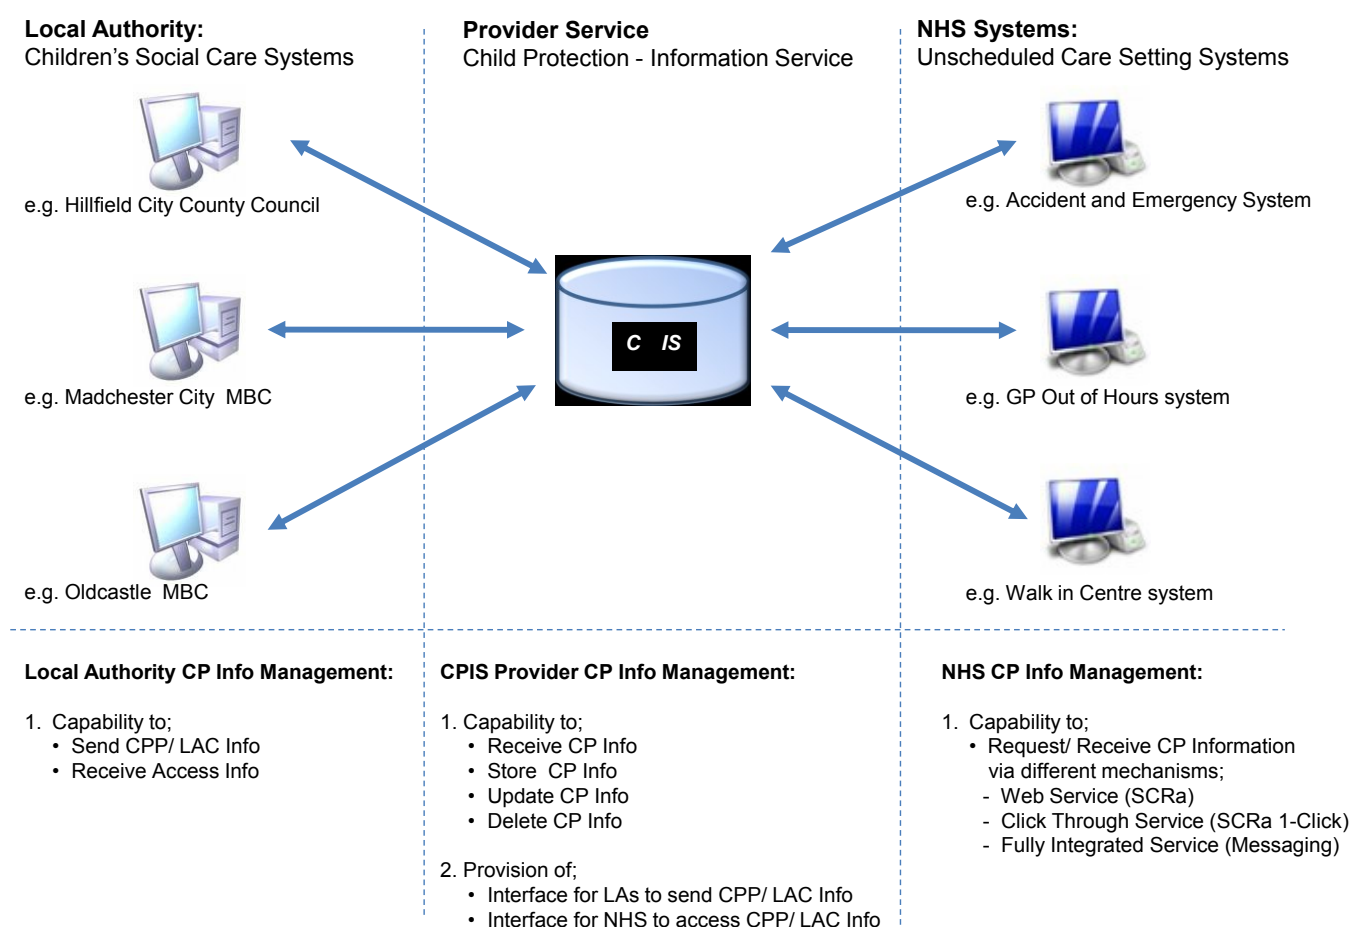 Local Authority:
Children's Social Care Systems
e.g. Hillfield City County Council
e.g. Madchester City MBC
e.g. Oldcastle MBC
Provider Service
Child Protection - Information Service
C IS
NHS Systems:
Unscheduled Care Setting Systems
e.g. Accident and Emergency System
e.g. GP Out of Hours system
e.g. Walk in Centre system
Local Authority CP Info Management:
1. Capability to;
• Send CPP/ LAC Info
• Receive Access Info
CPIS Provider CP Info Management:
1. Capability to;
• Receive CP Info
• Store CP Info
• Update CP Info
• Delete CP Info
2. Provision of;
• Interface for LAs to send CPP/ LAC Info
• Interface for NHS to access CPP/ LAC Info
NHS CP Info Management:
1. Capability to;
• Request/ Receive CP Information
via different mechanisms;
- Web Service (SCRa)
- Click Through Service (SCRa 1-Click)
- Fully Integrated Service (Messaging)